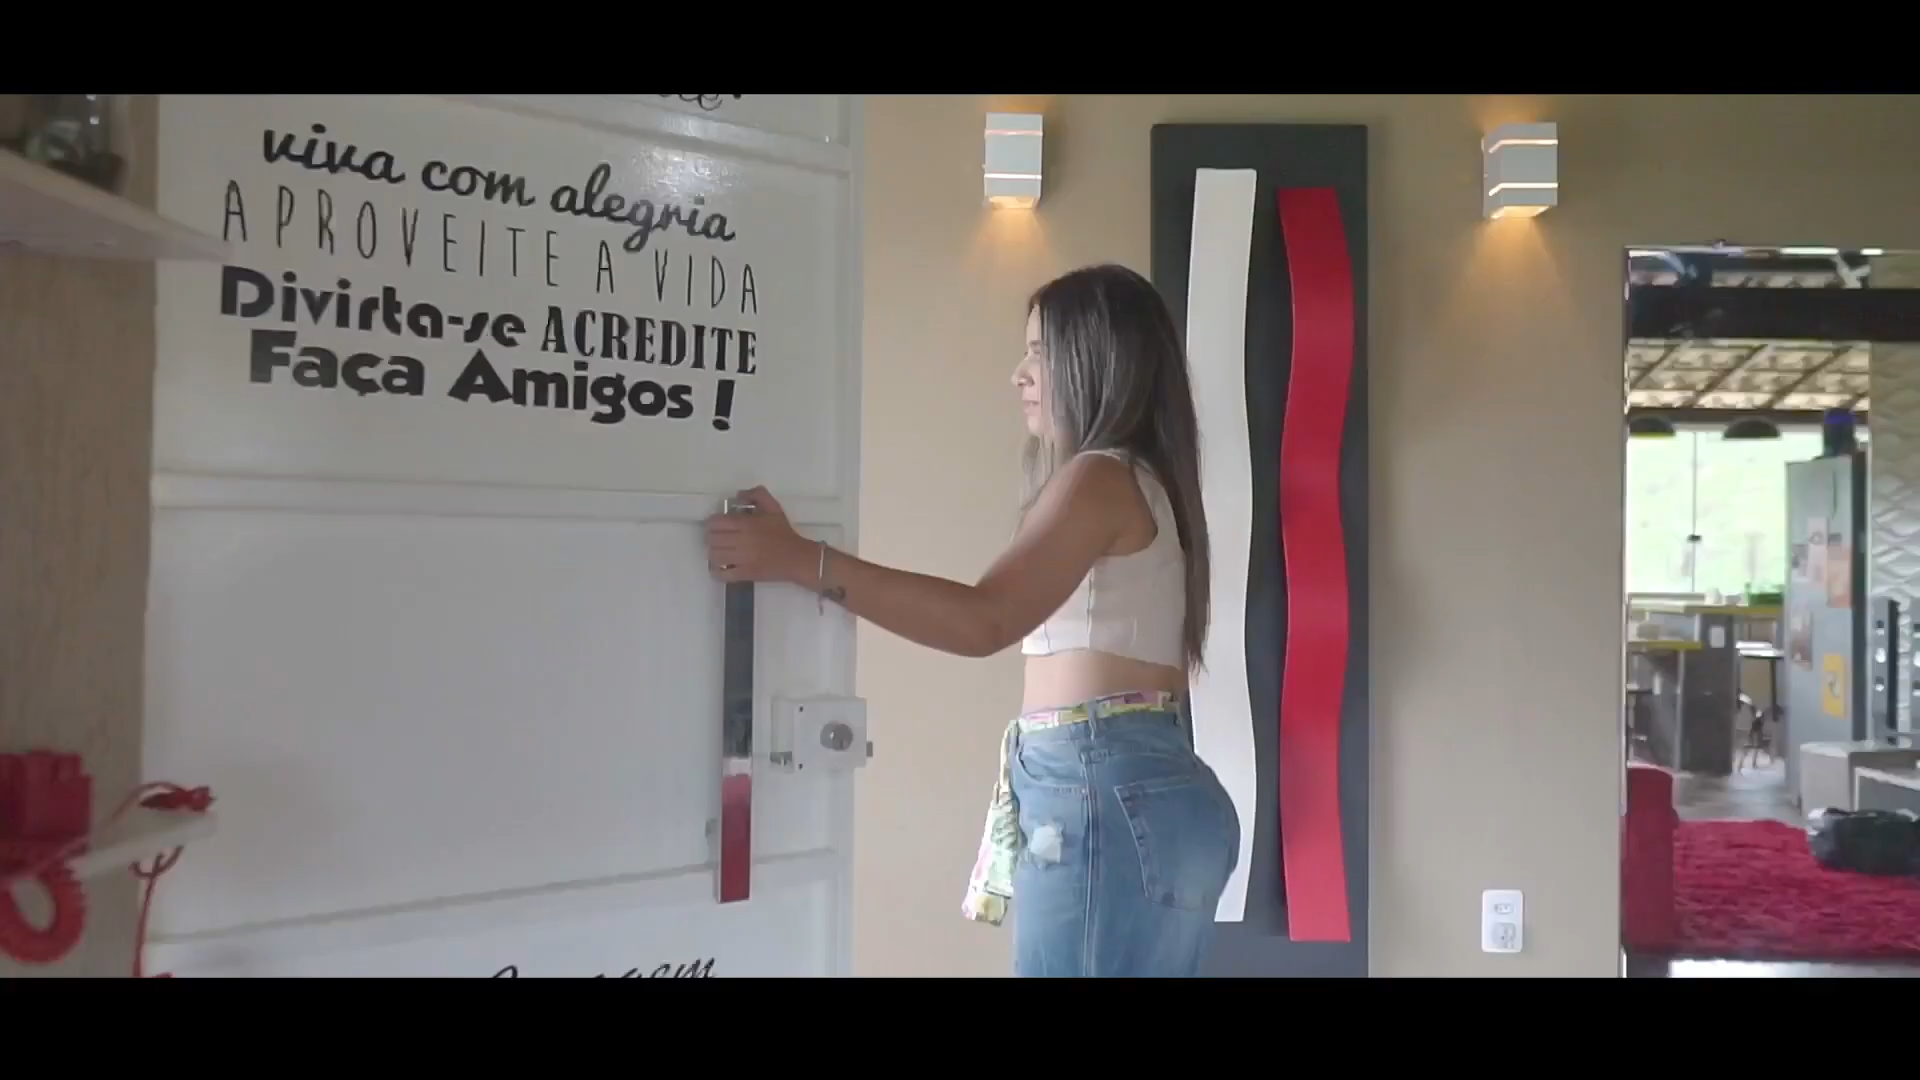 viva com alegria
APROVEITE A VIDA
Divirta-se ACREDITE
Faça Amigos !